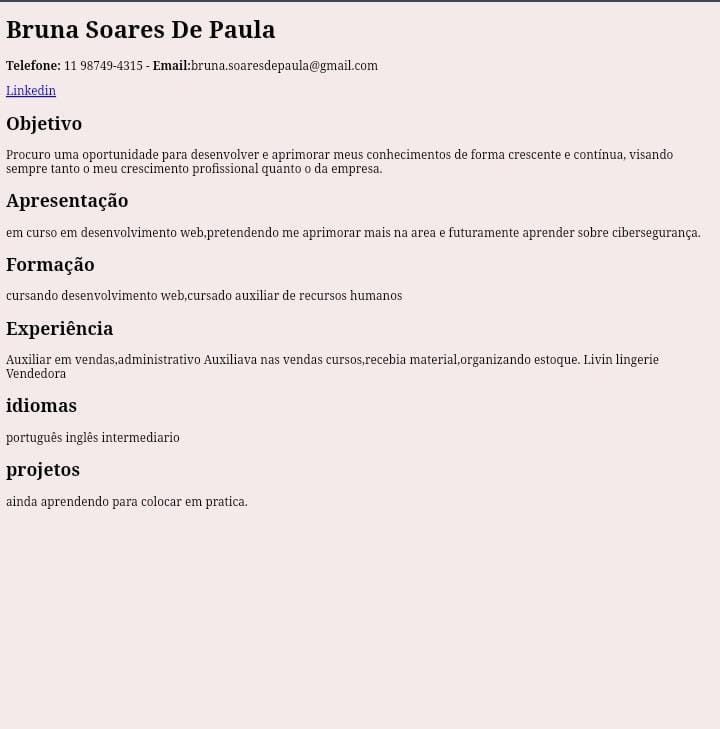 Bruna Soares De Paula
Telefone: 11 98749-4315 - Email:bruna.soaresdepaula@gmail.com
Linkedin
Objetivo
Procuro uma oportunidade para desenvolver e aprimorar meus conhecimentos de forma crescente e contínua, visando
sempre tanto o meu crescimento profissional quanto o da empresa.
Apresentação
em curso em desenvolvimento web,pretendendo me aprimorar mais na area e futuramente aprender sobre cibersegurança.
Formação
cursando desenvolvimento web,cursado auxiliar de recursos humanos
Experiência
Auxiliar em vendas,administrativo Auxiliava nas vendas cursos,recebia material,organizando estoque. Livin lingerie
Vendedora
idiomas
português inglês intermediario
projetos
ainda aprendendo para colocar em pratica.